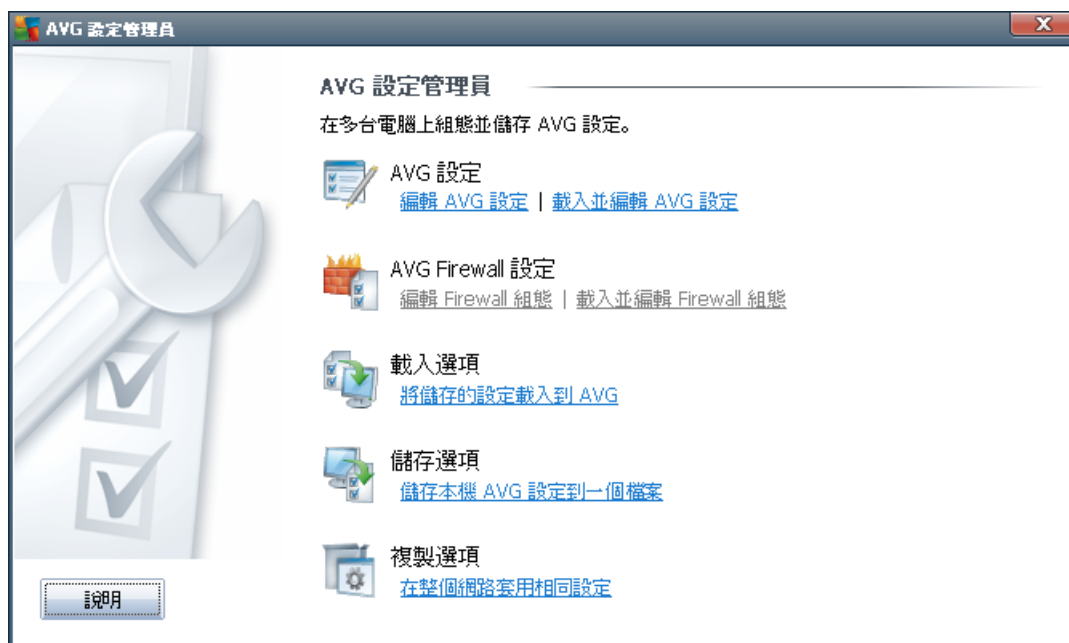 AVG 設定管理員
AVG 設定管理員
在多台電腦上組態並儲存 AVG 設定。
AVG 設定
編輯 AVG 設定 | 載入並編輯 AVG 設定
AVG Firewall 設定
編輯 Firewall 組態 | 載入並編輯 Firewall 組態
載入選項
將儲存的設定載入到 AVG
儲存選項
儲存本機 AVG 設定到一個檔案
複製選項
在整個網路套用相同設定
說明